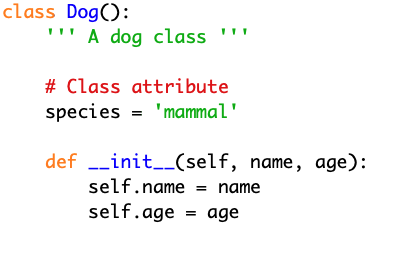 class Dog():
    ''' A dog class '''
    # Class attribute
    species = 'mammal'
    def __init__(self, name, age):
        self.name = name
        self.age = age